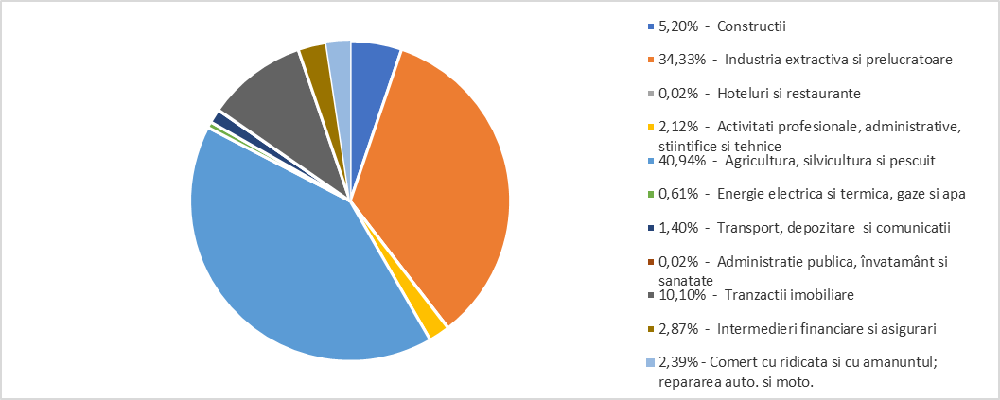 5,20% - Constructii
34,33% - Industria extractiva si prelucratoare
0,02% - Hoteluri si restaurante
2,12% - Activitati profesionale, administrative,
stiintifice si tehnice
40,94% - Agricultura, silvicultura si pescuit
0,61% - Energie electrica si termica, gaze si apa
1,40% - Transport, depozitare si comunicatii
0,02% - Administratie publica, învatamânt si
sanatate
10,10% - Tranzactii imobiliare
2,87% - Intermedieri financiare si asigurari
2,39% - Comert cu ridicata si cu amanuntul;
repararea auto. si moto.